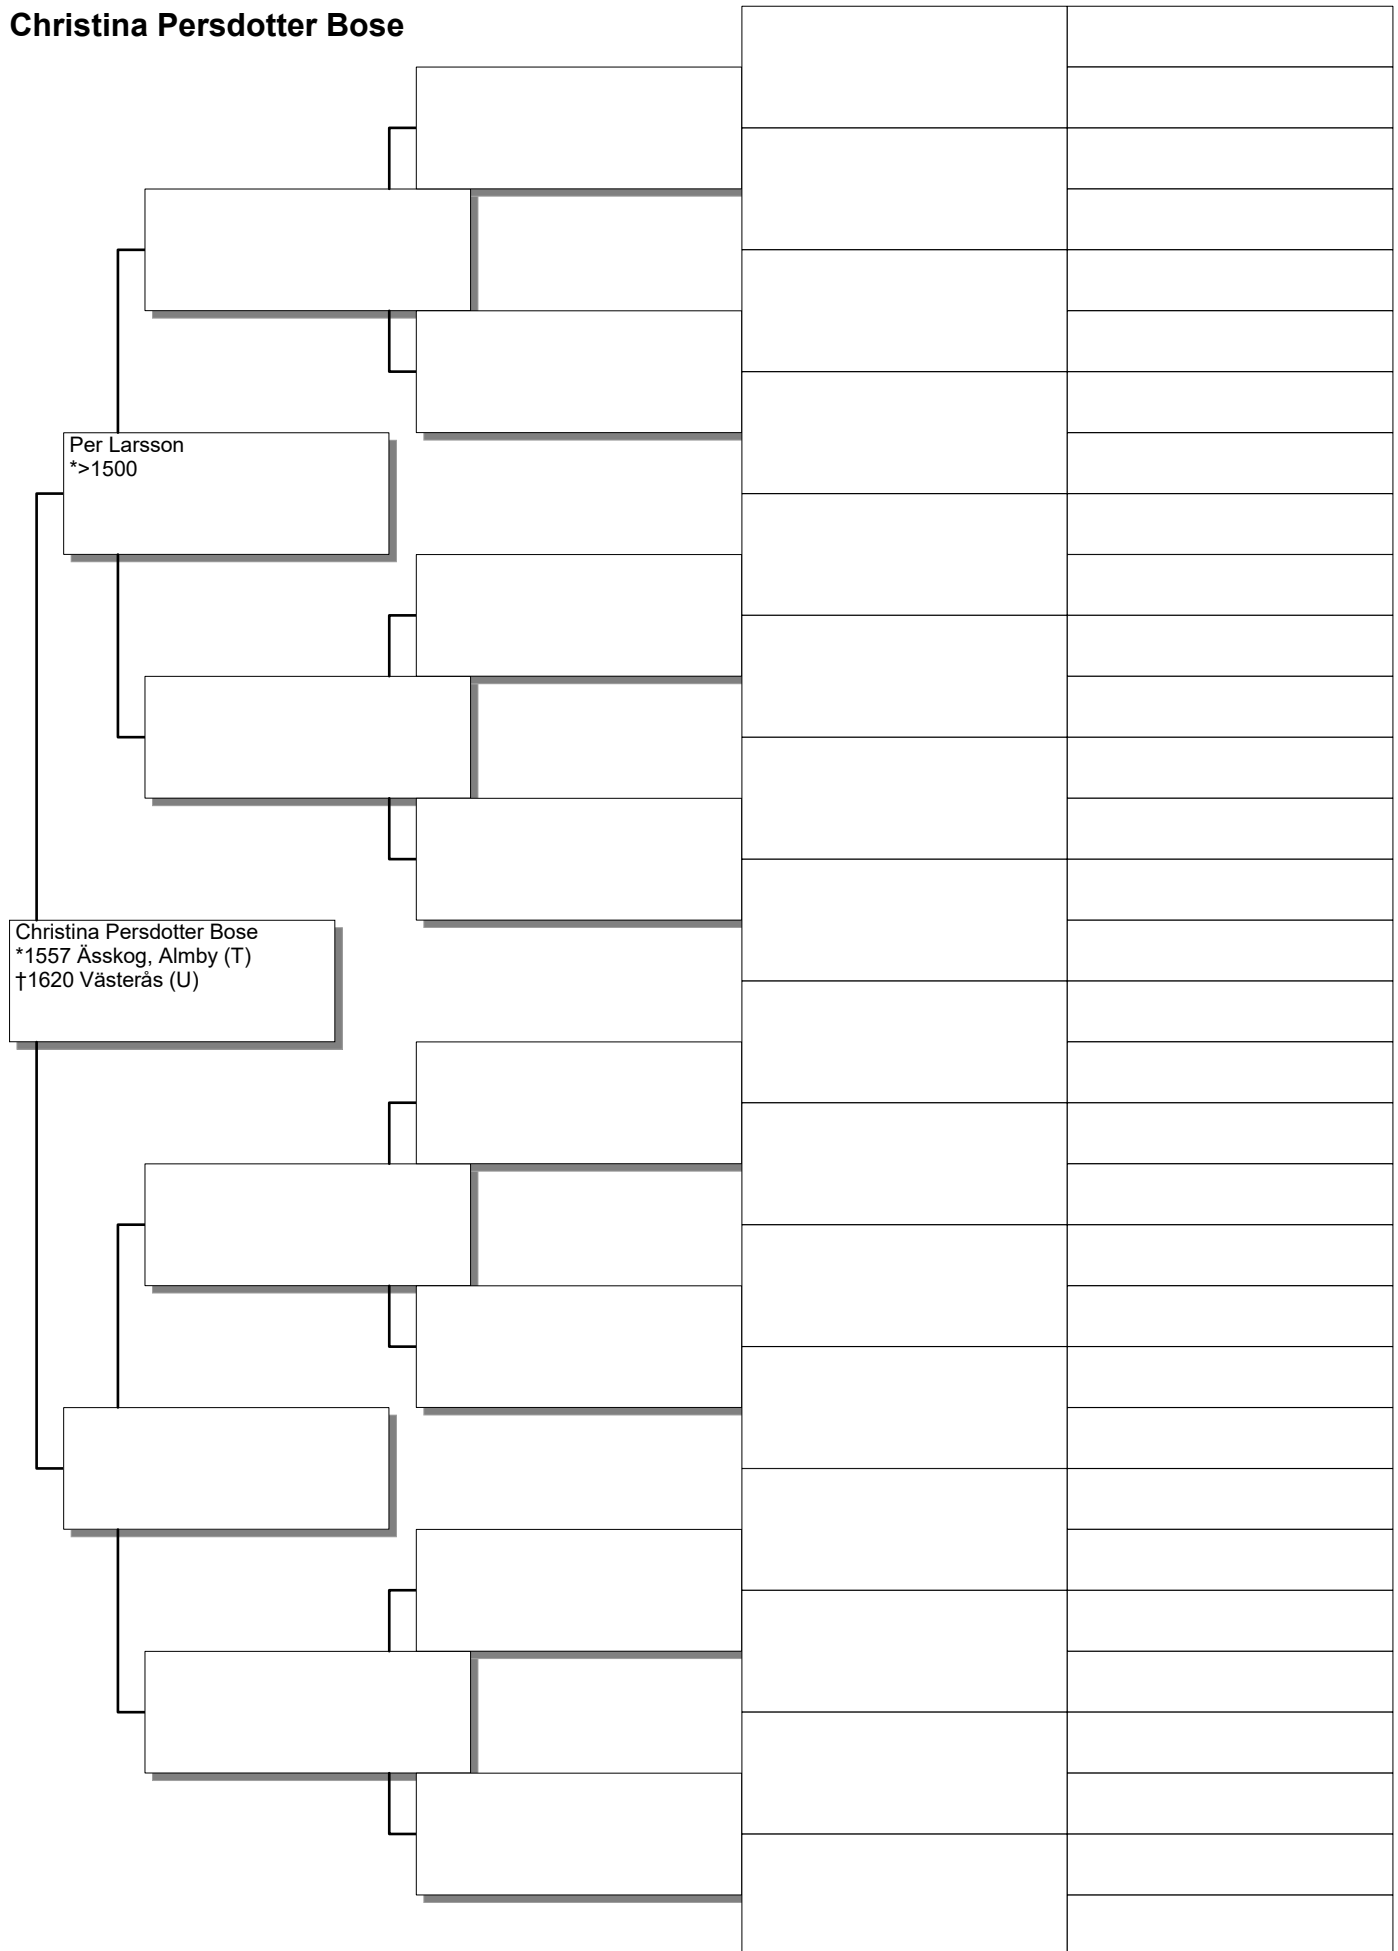 Christina Persdotter Bose
Per Larsson
*>1500
Christina Persdotter Bose
*1557 Ässkog, Almby (T)
†1620 Västerås (U)